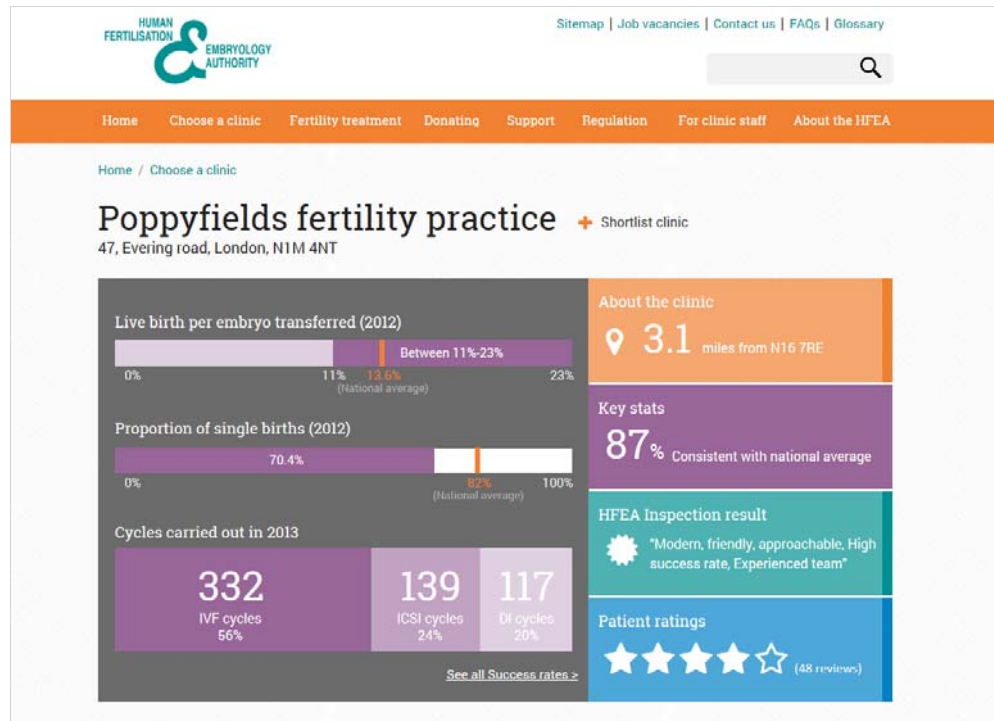 HUMAN
FERTILISATION
&
EMBRYOLOGY
AUTHORITY
Sitemap | Job vacancies | Contact us | FAQs | Glossary
Home Choose a clinic Fertility treatment Donating Support Regulation For clinic staff About the HFEA
Home / Choose a clinic
Poppyfields fertility practice + Shortlist clinic
47, Evering road, London, N1M 4NT
Live birth per embryo transferred (2012)
Between 11%-23%
0% 11% 13.6% 23%
(National average)
Proportion of single births (2012)
70.4%
0% 82% 100%
(National average)
Cycles carried out in 2013
332 139 117
IVF cycles ICSI cycles DI cycles
56% 24% 20%
See all Success rates >
About the clinic
3.1 miles from N16 7RE
Key stats
87% Consistent with national average
HFEA Inspection result
"Modern, friendly, approachable, High
success rate, Experienced team"
Patient ratings
(48 reviews)